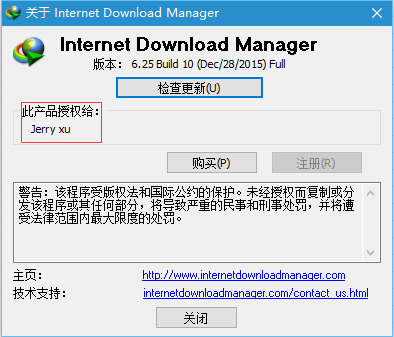 关于 Internet Download Manager
Internet Download Manager
版本： 6.25 Build 10 (Dec/28/2015) Full
检查更新(U)
此产品授权给：
Jerry xu
购买(P)
注册(R)
警告：该程序受版权法和国际公约的保护。未经授权而复制或分
发该程序或其任何部分，将导致严重的民事和刑事处罚，并将遭
受法律范围内最大限度的处罚。
主页： http://www.internetdownloadmanager.com
技术支持： internetdownloadmanager.com/contact_us.html
关闭